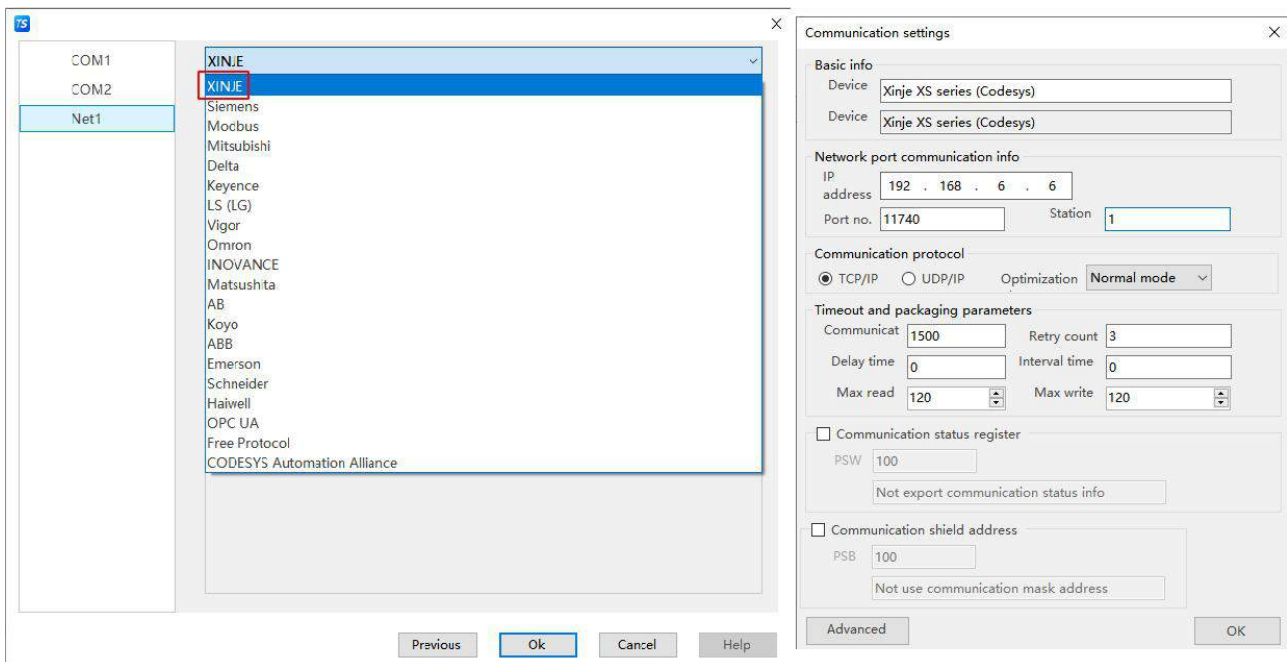 TS
COM1
COM2
Net1
XINJE
XINJE
Siemens
Modbus
Mitsubishi
Delta
Keyence
LS (LG)
Vigor
Omron
INOVANCE
Matsushita
AB
Koyo
ABB
Emerson
Schneider
Haiwell
OPC UA
Free Protocol
CODESYS Automation Alliance
Previous Ok Cancel Help
Communication settings
Basic info
Device Xinje XS series (Codesys)
Device Xinje XS series (Codesys)
Network port communication info
IP address 192 . 168 . 6 . 6
Port no. 11740 Station 1
Communication protocol
TCP/IP UDP/IP Optimization Normal mode
Timeout and packaging parameters
Communicat 1500 Retry count 3
Delay time 0 Interval time 0
Max read 120 Max write 120
Communication status register
PSW 100
Not export communication status info
Communication shield address
PSB 100
Not use communication mask address
Advanced OK